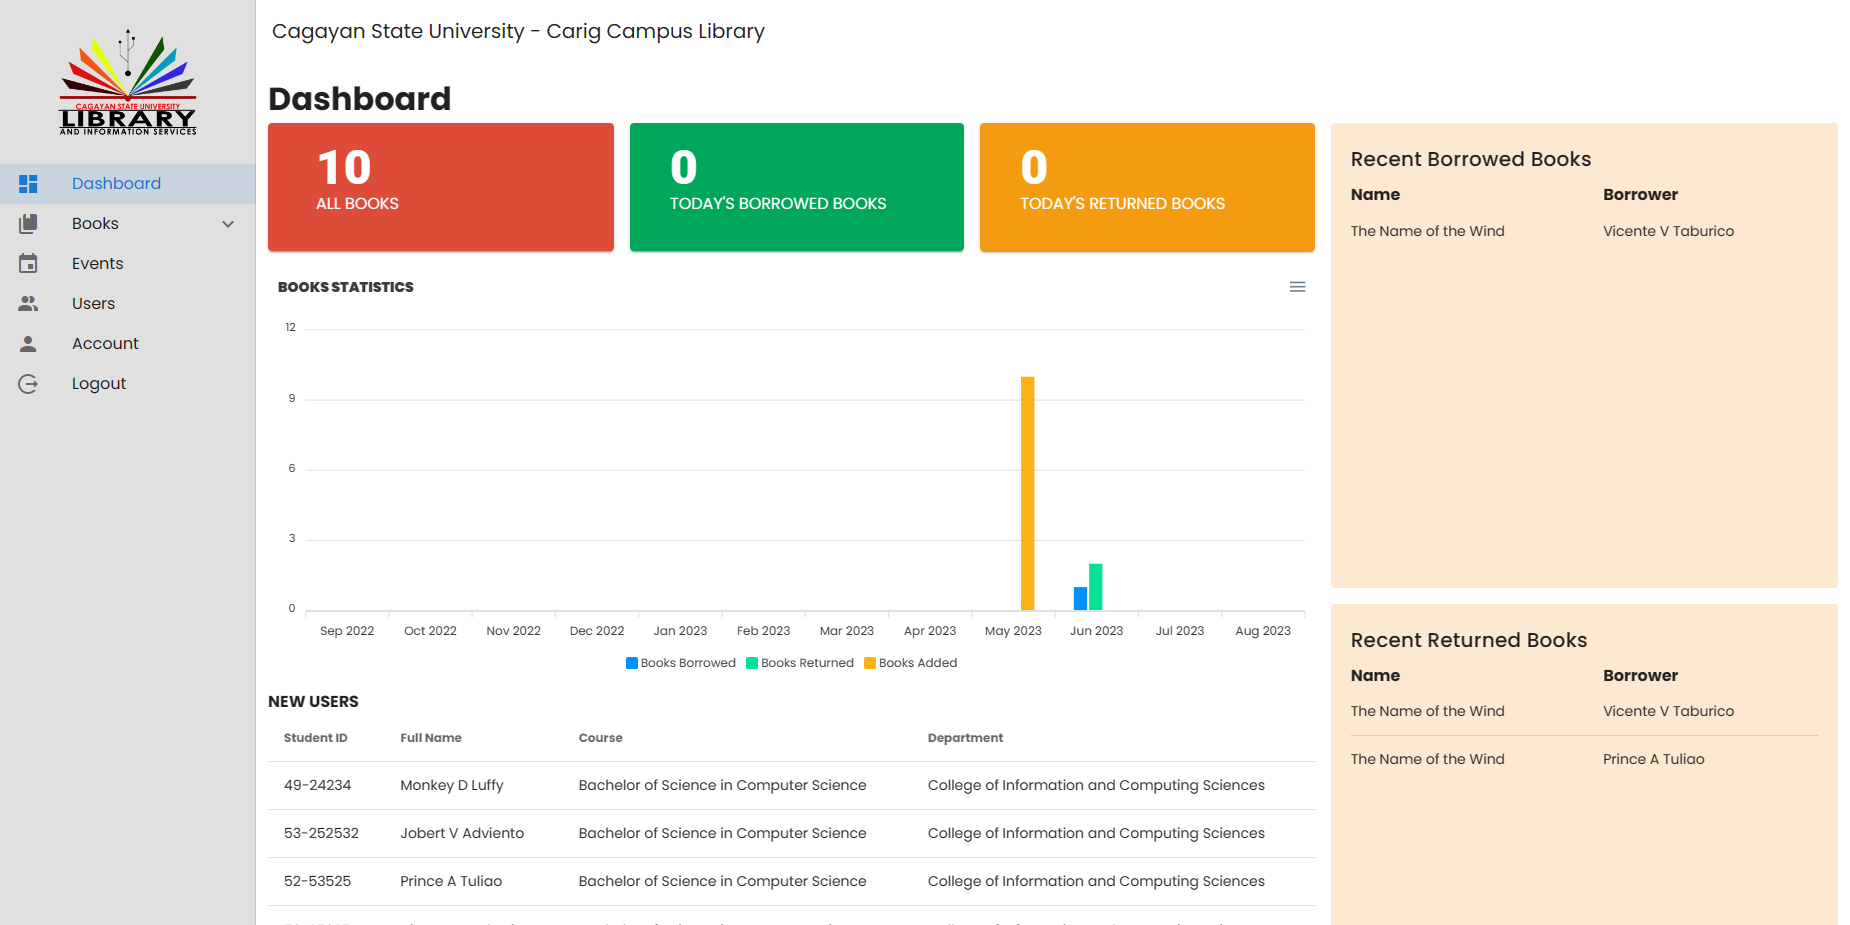 Cagayan State University - Carig Campus Library
CAGAYAN STATE UNIVERSITY
LIBRARY
AND INFORMATION SERVICES
Dashboard
Books
Events
Users
Account
Logout
Dashboard
10
ALL BOOKS
0
TODAY'S BORROWED BOOKS
0
TODAY'S RETURNED BOOKS
BOOKS STATISTICS
12
9
6
3
0
Sep 2022 Oct 2022 Nov 2022 Dec 2022 Jan 2023 Feb 2023 Mar 2023 Apr 2023 May 2023 Jun 2023 Jul 2023 Aug 2023
Books Borrowed Books Returned Books Added
NEW USERS
Student ID Full Name Course Department
49-24234 Monkey D Luffy Bachelor of Science in Computer Science College of Information and Computing Sciences
53-252532 Jobert V Adviento Bachelor of Science in Computer Science College of Information and Computing Sciences
52-53525 Prince A Tuliao Bachelor of Science in Computer Science College of Information and Computing Sciences
Recent Borrowed Books
Name Borrower
The Name of the Wind Vicente V Taburico
Recent Returned Books
Name Borrower
The Name of the Wind Vicente V Taburico
The Name of the Wind Prince A Tuliao